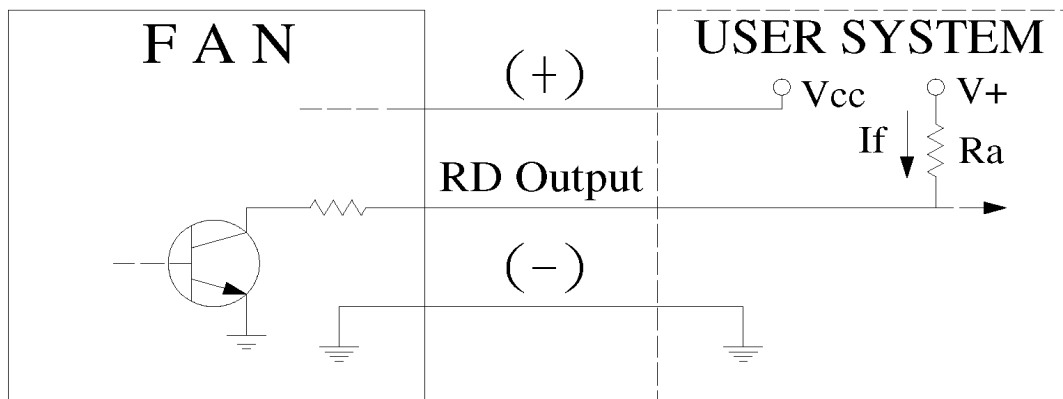 F A N
USER SYSTEM
(+)
Vcc
V+
If
Ra
RD Output
(-)